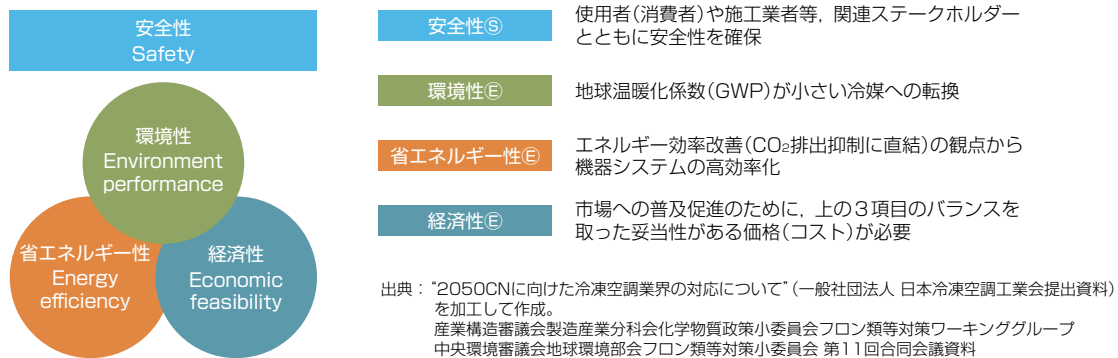 安全性
Safety
環境性
Environment
performance
省エネルギー性
Energy
efficiency
経済性
Economic
feasibility
安全性Ⓢ
使用者(消費者)や施工業者等，関連ステークホルダー
とともに安全性を確保
環境性Ⓔ
地球温暖化係数(GWP)が小さい冷媒への転換
省エネルギー性Ⓔ
エネルギー効率改善(CO₂排出抑制に直結)の観点から
機器システムの高効率化
経済性Ⓔ
市場への普及促進のために，上の３項目のバランスを
取った妥当性がある価格(コスト)が必要
出典：“2050CNに向けた冷凍空調業界の対応について”(一般社団法人 日本冷凍空調工業会提出資料)
を加工して作成。
産業構造審議会製造産業分科会化学物質政策小委員会フロン類等対策ワーキンググループ
中央環境審議会地球環境部会フロン類等対策小委員会 第11回合同会議資料